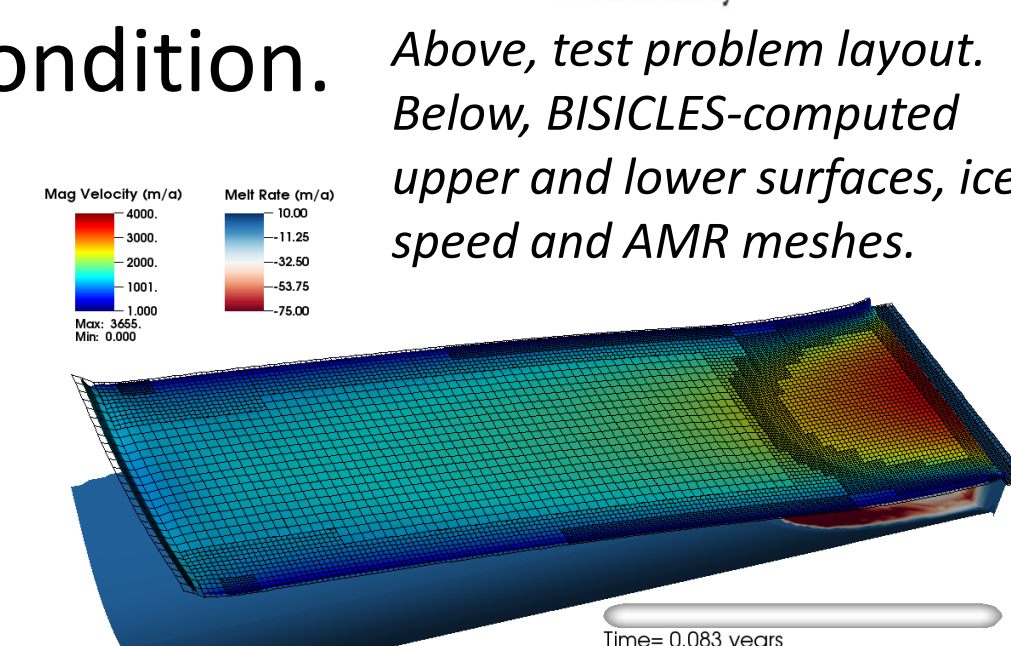 ondition.
Above, test problem layout.
Below, BISICLES-computed
upper and lower surfaces, ice
speed and AMR meshes.
Mag Velocity (m/a)
4000.
3000.
2000.
1001.
1.000
Max: 3655.
Min: 0.000
Melt Rate (m/a)
10.00
-11.25
-32.50
-53.75
-75.00
Time= 0.083 years